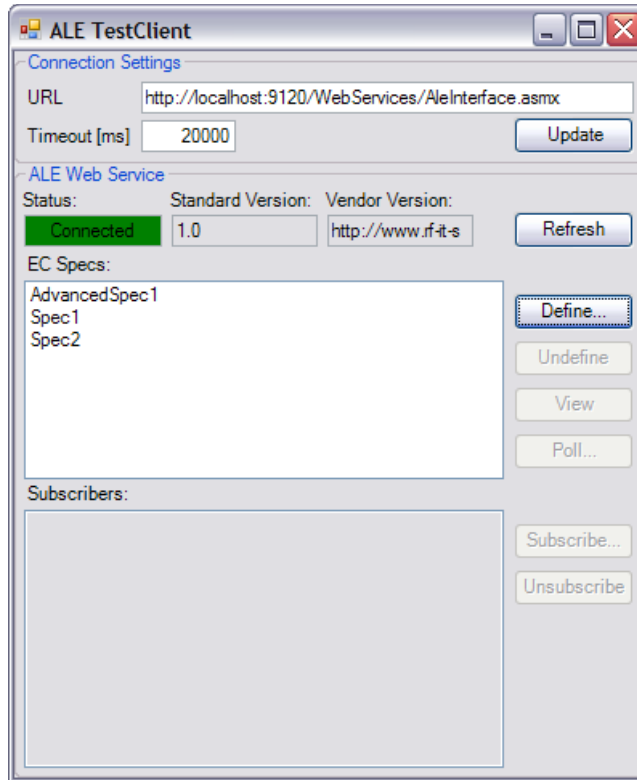 ALE TestClient
Connection Settings
URL http://localhost:9120/WebServices/AleInterface.asmx
Timeout [ms] 20000 Update
ALE Web Service
Status: Standard Version: Vendor Version:
Connected 1.0 http://www.rf-it-s Refresh
EC Specs:
AdvancedSpec1
Spec1
Spec2
Define...
Undefine
View
Poll...
Subscribers:
Subscribe...
Unsubscribe